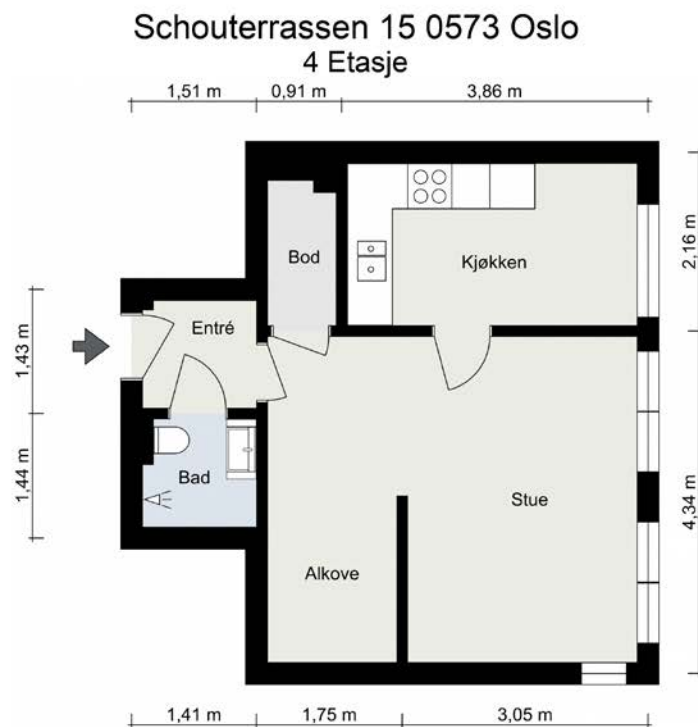 Schouterrassen 15 0573 Oslo
4 Etasje
1,51 m
0,91 m
3,86 m
Bod
Kjøkken
2,16 m
Entré
1,43 m
Bad
1,44 m
Stue
4,34 m
Alkove
1,41 m
1,75 m
3,05 m